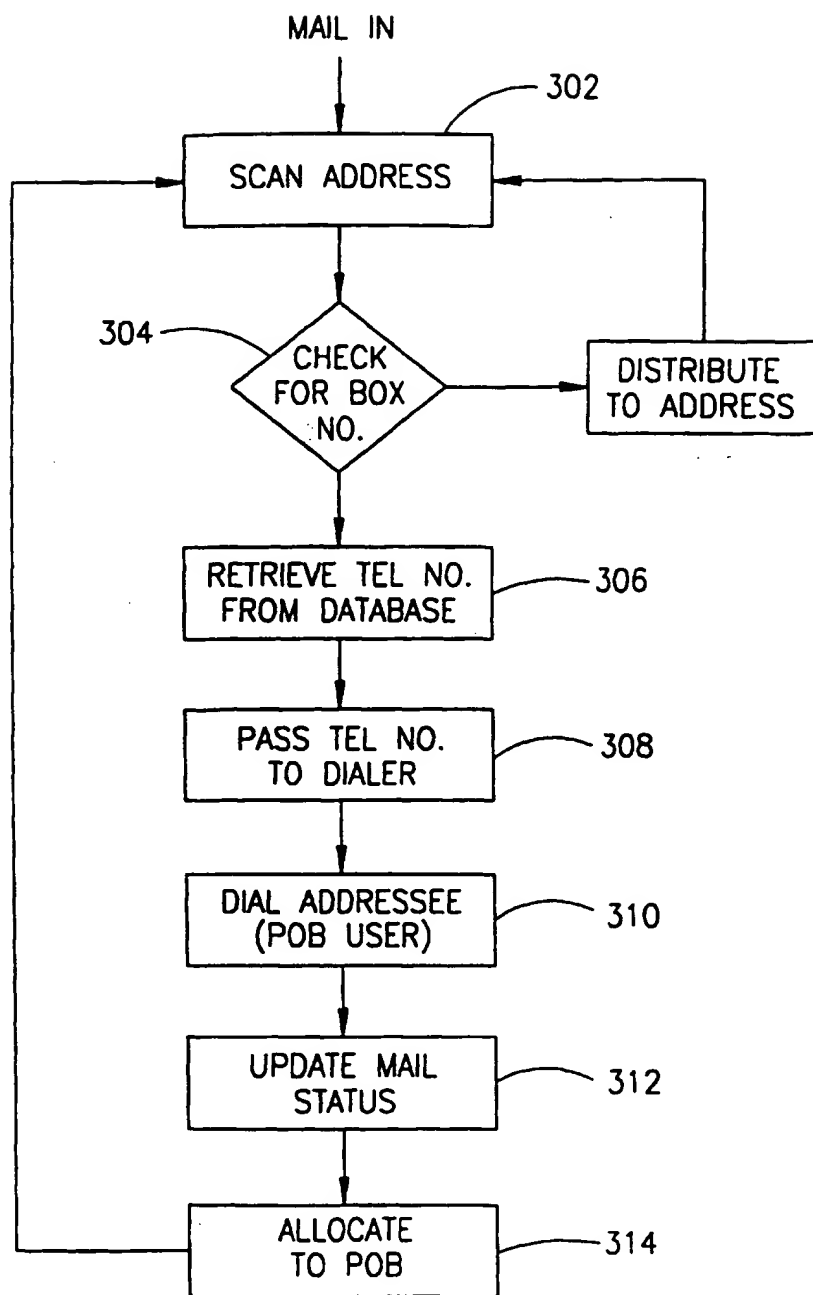 MAIL IN
302
SCAN ADDRESS
304
CHECK
FOR BOX
NO.
DISTRIBUTE
TO ADDRESS
RETRIEVE TEL NO.
FROM DATABASE
306
PASS TEL NO.
TO DIALER
308
DIAL ADDRESSEE
(POB USER)
310
UPDATE MAIL
STATUS
312
ALLOCATE
TO POB
314